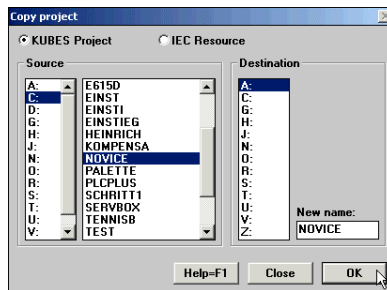 Copy project
KUBES Project
IEC Resource
Source
A:
C:
D:
G:
H:
J:
N:
O:
R:
S:
T:
U:
V:
E615D
EINST
EINSTI
EINSTIEG
HEINRICH
KOMPENSA
NOVICE
PALETTE
PLCPLUS
SCHRITT1
SERVBOX
TENNISB
TEST
Destination
A:
C:
D:
G:
H:
J:
N:
O:
R:
S:
T:
U:
V:
Z:
New name:
NOVICE
Help=F1
Close
OK